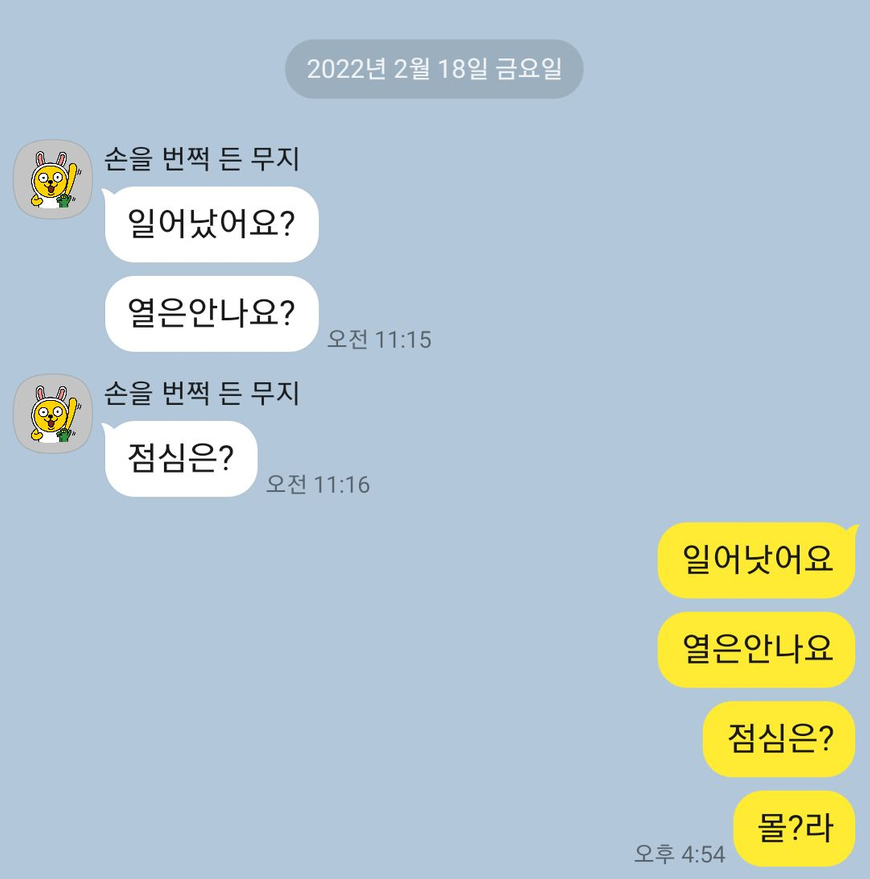 2022년 2월 18일 금요일
손을 번쩍 든 무지
일어났어요?
열은안나요?
오전 11:15
손을 번쩍 든 무지
점심은?
오전 11:16
일어낫어요
열은안나요
점심은?
몰?라
오후 4:54